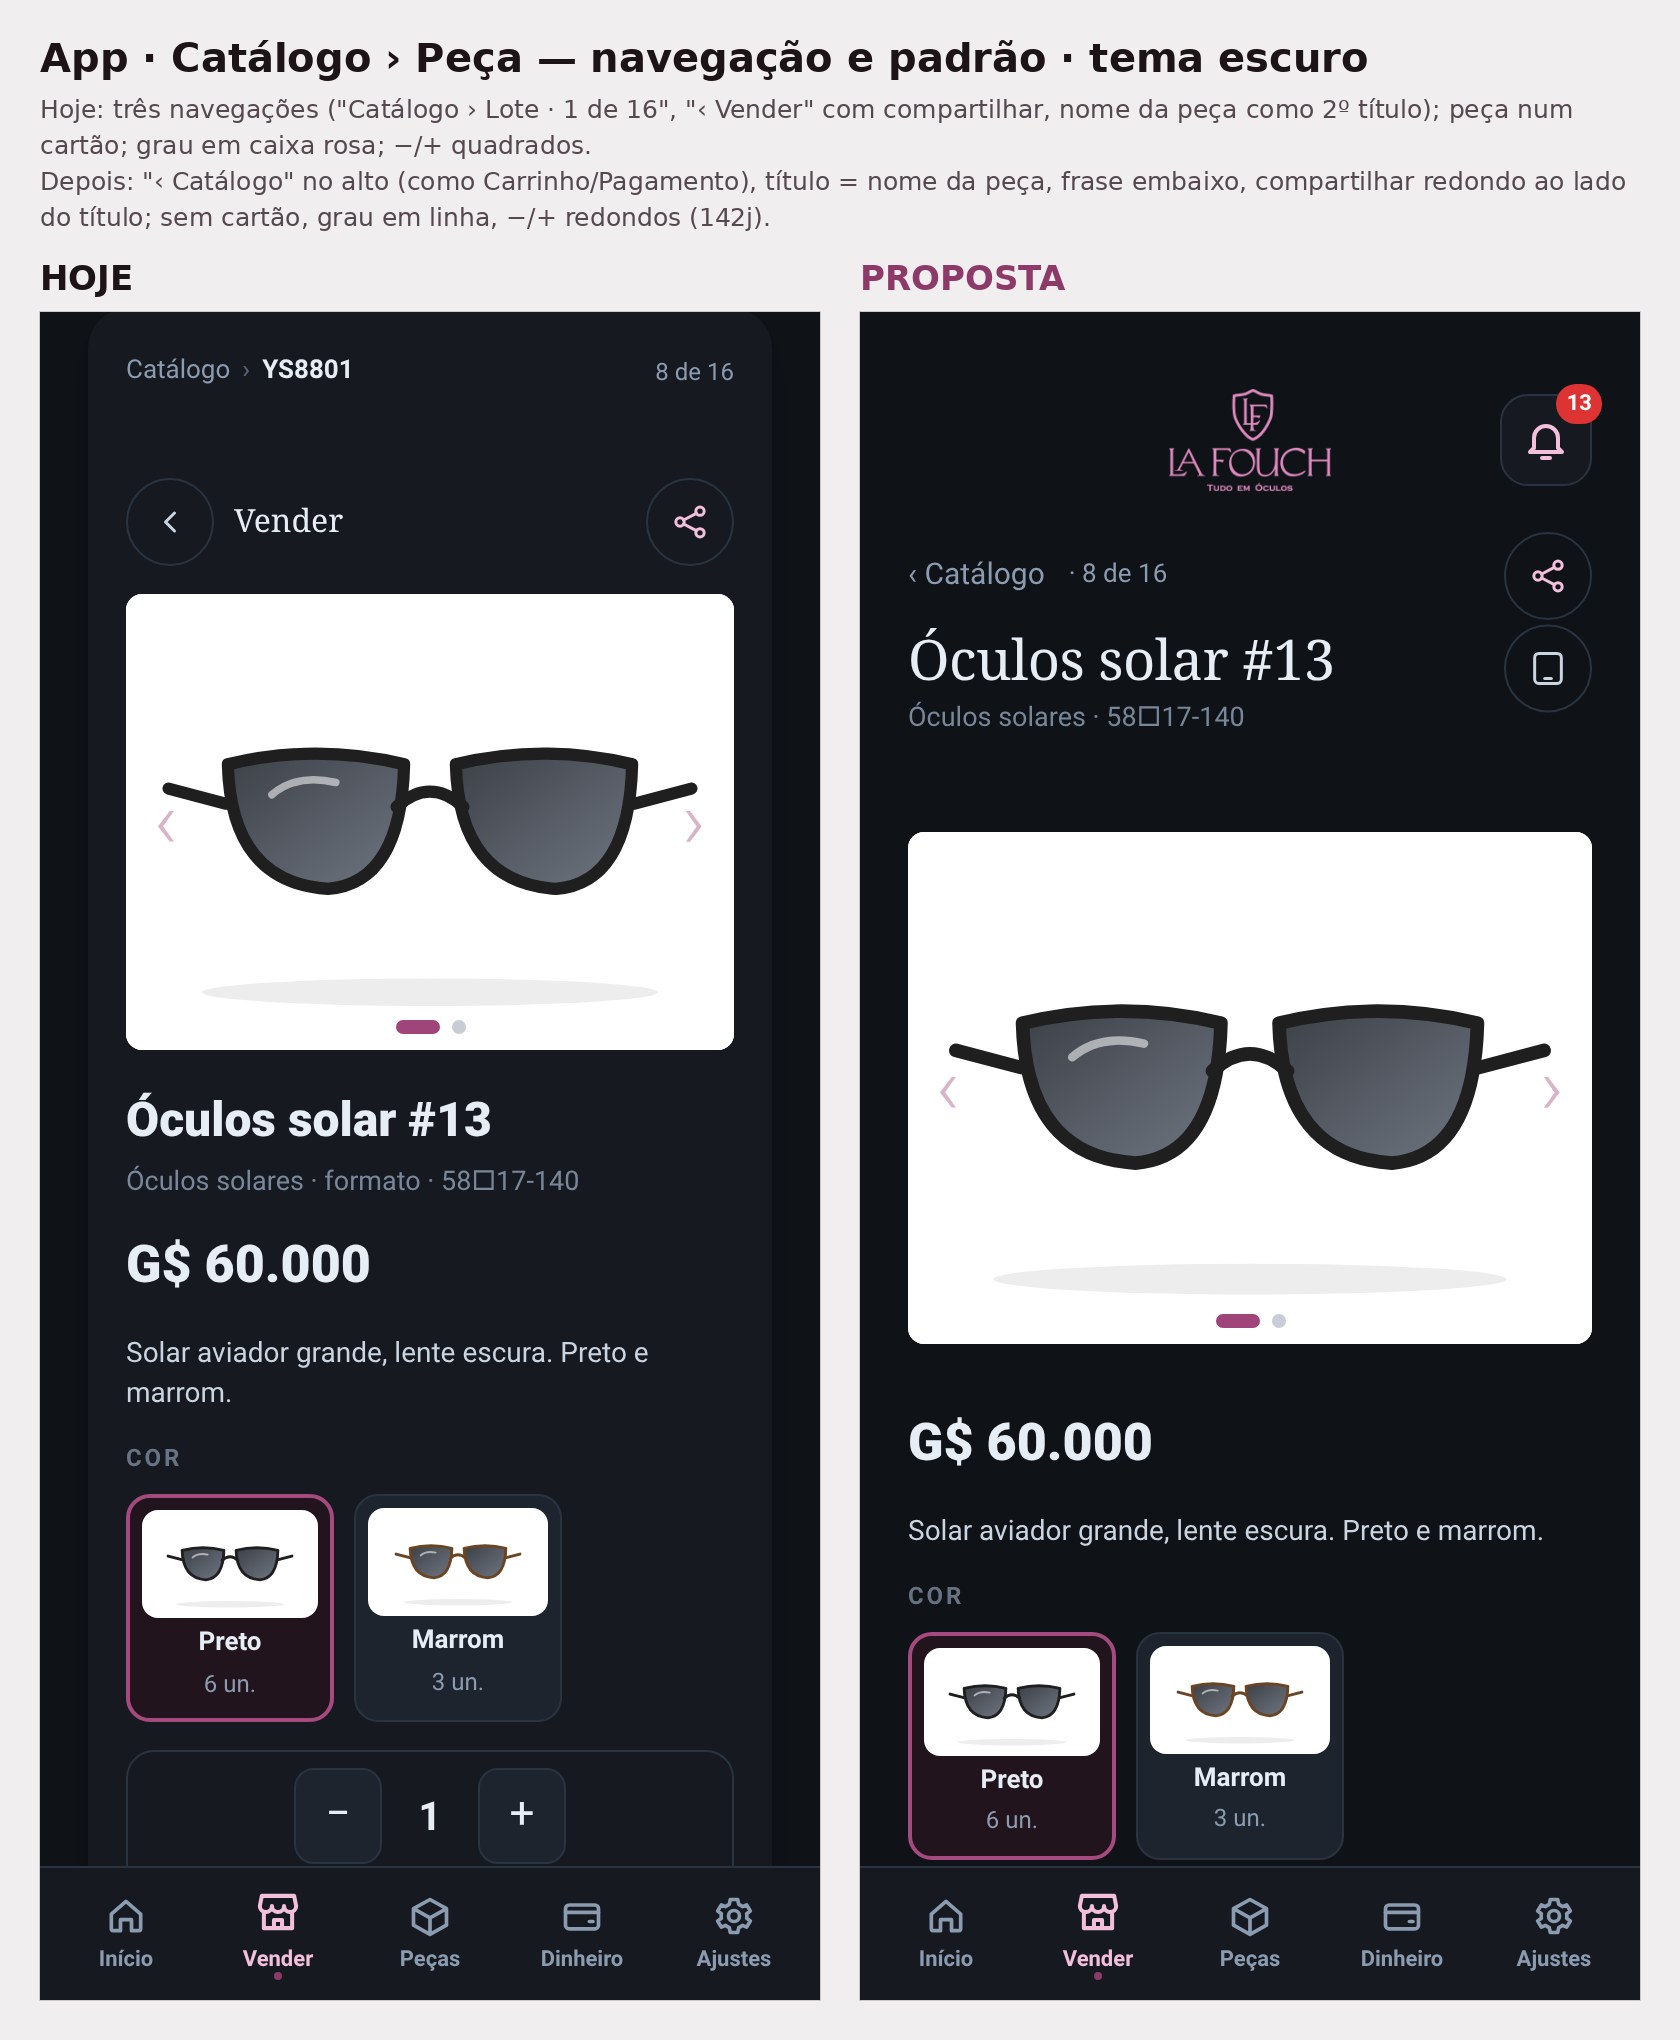 App · Catálogo › Peça — navegação e padrão · tema escuro
Hoje: três navegações ("Catálogo › Lote · 1 de 16", "‹ Vender" com compartilhar, nome da peça como 2º título); peça num
cartão; grau em caixa rosa; −/+ quadrados.
Depois: "‹ Catálogo" no alto (como Carrinho/Pagamento), título = nome da peça, frase embaixo, compartilhar redondo ao lado
do título; sem cartão, grau em linha, −/+ redondos (142j).
HOJE
Catálogo › YS8801
8 de 16
Vender
Óculos solar #13
Óculos solares · formato · 58□17-140
G$ 60.000
Solar aviador grande, lente escura. Preto e
marrom.
COR
Preto
6 un.
Marrom
3 un.
− 1 +
Início
Vender
Peças
Dinheiro
Ajustes
PROPOSTA
LF
LA FOUCH
TUDO EM ÓCULOS
13
‹ Catálogo · 8 de 16
Óculos solar #13
Óculos solares · 58□17-140
G$ 60.000
Solar aviador grande, lente escura. Preto e marrom.
COR
Preto
6 un.
Marrom
3 un.
Início
Vender
Peças
Dinheiro
Ajustes